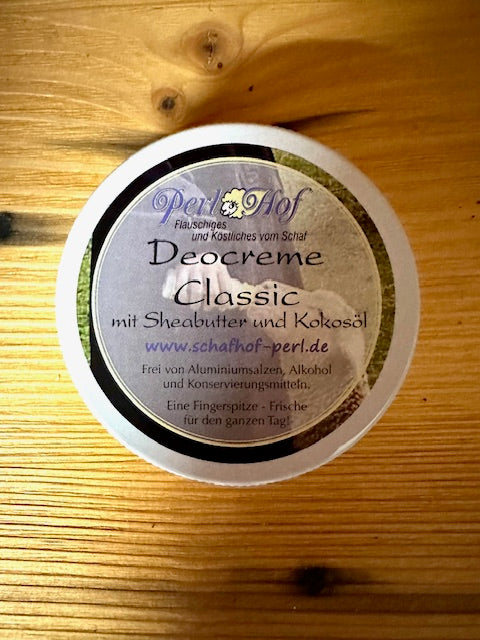 Perl Hof
Flauschiges
und Köstliches vom Schaf
Deocreme
Classic
mit Sheabutter und Kokosöl
www.schafhof-perl.de
Frei von Aluminiumsalzen, Alkohol
und Konservierungsmitteln.
Eine Fingerspitze - Frische
für den ganzen Tag!